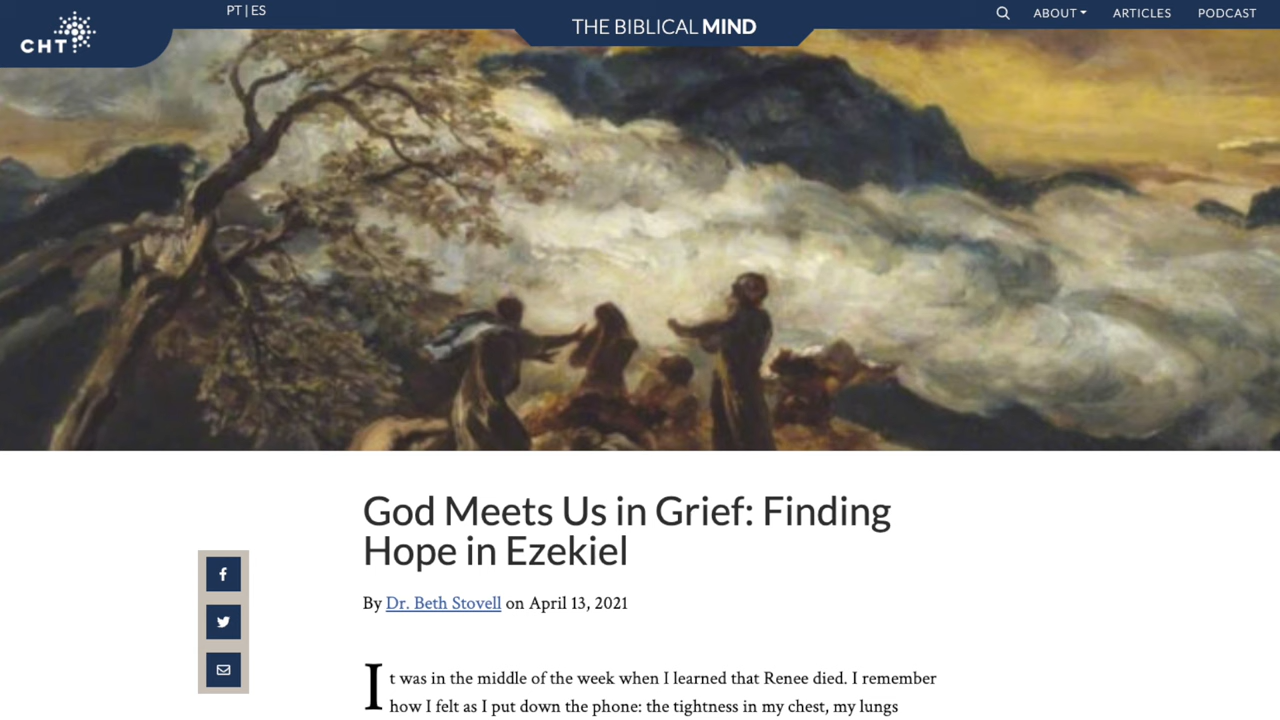 CHT
PT | ES
THE BIBLICAL MIND
ABOUT
ARTICLES
PODCAST
God Meets Us in Grief: Finding
Hope in Ezekiel
By Dr. Beth Stovell on April 13, 2021
It was in the middle of the week when I learned that Renee died. I remember
how I felt as I put down the phone: the tightness in my chest, my lungs